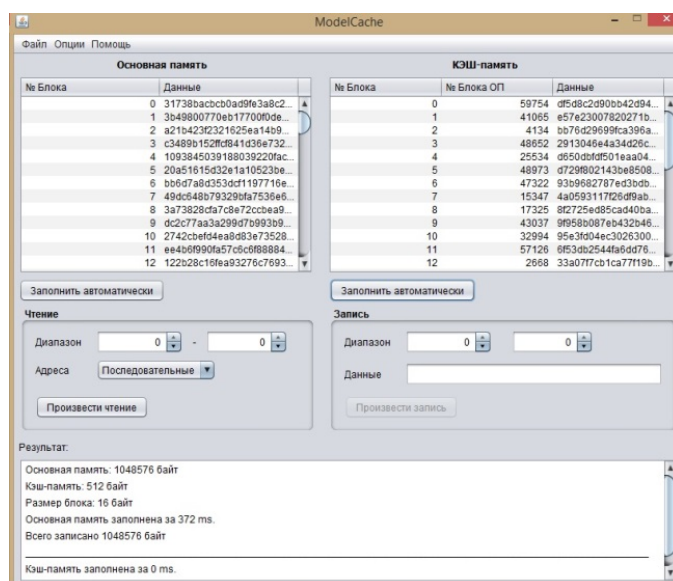 ModelCache
Файл Опции Помощь
Основная память
№ Блока Данные
0 31738bacbcb0ad9fe3a8c2...
1 3b49800770eb17700f0de...
2 a21b423f2321625ea14b9...
3 c3489b152ffcf841d36e732...
4 1093845039188039220fac...
5 20a51615d32e1a10523be...
6 bb6d7a8d353dcf1197716e...
7 49dc648b79329bfa7536e6...
8 3a73828cfa7c8e72ccbea9...
9 dc2c77aa3a299d7b993b9...
10 2742cbefd4ea8d83e73528...
11 ee4b6f990fa57c6c6f88884...
12 122b28c16fea93276c7693...
Заполнить автоматически
КЭШ-память
№ Блока № Блока ОП Данные
0 59754 df5d8c2d90bb42d94...
1 41065 e57e23007820271b...
2 4134 bb76d29699fca396a...
3 48652 2913046e4a34d26c...
4 25534 d650dbfdf501eaa04...
5 48973 d729f802143be8508...
6 47322 93b9682787ed3bdb...
7 15347 4a0593117f26df9ab...
8 17325 8f2725ed85cad40ba...
9 43037 9f958b087eb432b46...
10 32994 95e3fd04ec3026300...
11 57126 6f53db2544fa6dd76...
12 2668 33a07f7cb1ca77f19b...
Заполнить автоматически
Чтение
Диапазон 0 - 0
Адреса Последовательные
Произвести чтение
Запись
Диапазон 0 0
Данные
Произвести запись
Результат:
Основная память: 1048576 байт
Кэш-память: 512 байт
Размер блока: 16 байт
Основная память заполнена за 372 ms.
Всего записано 1048576 байт
Кэш-память заполнена за 0 ms.